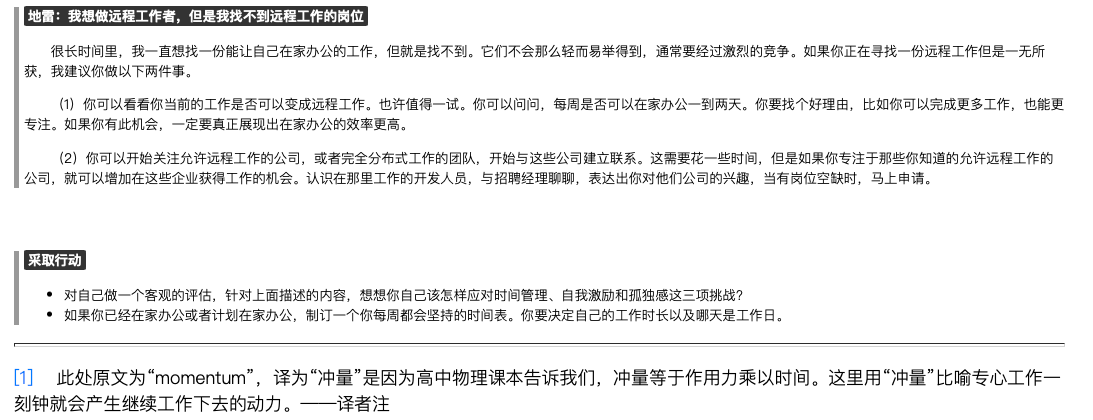 地雷：我想做远程工作者，但是我找不到远程工作的岗位
很长时间里，我一直想找一份能让自己在家办公的工作，但就是找不到。它们不会那么轻而易举得到，通常要经过激烈的竞争。如果你正在寻找一份远程工作但是一无所
获，我建议你做以下两件事。
（1）你可以看看你当前的工作是否可以变成远程工作。也许值得一试。你可以问问，每周是否可以在家办公一到两天。你要找个好理由，比如你可以完成更多工作，也能更
专注。如果你有此机会，一定要真正展现出在家办公的效率更高。
（2）你可以开始关注允许远程工作的公司，或者完全分布式工作的团队，开始与这些公司建立联系。这需要花一些时间，但是如果你专注于那些你知道的允许远程工作的
公司，就可以增加在这些企业获得工作的机会。认识在那里工作的开发人员，与招聘经理聊聊，表达出你对他们公司的兴趣，当有岗位空缺时，马上申请。
采取行动
• 对自己做一个客观的评估，针对上面描述的内容，想想你自己该怎样应对时间管理、自我激励和孤独感这三项挑战？
• 如果你已经在家办公或者计划在家办公，制订一个你每周都会坚持的时间表。你要决定自己的工作时长以及哪天是工作日。
[1] 此处原文为“momentum”，译为“冲量”是因为高中物理课本告诉我们，冲量等于作用力乘以时间。这里用“冲量”比喻专心工作一
刻钟就会产生继续工作下去的动力。——译者注